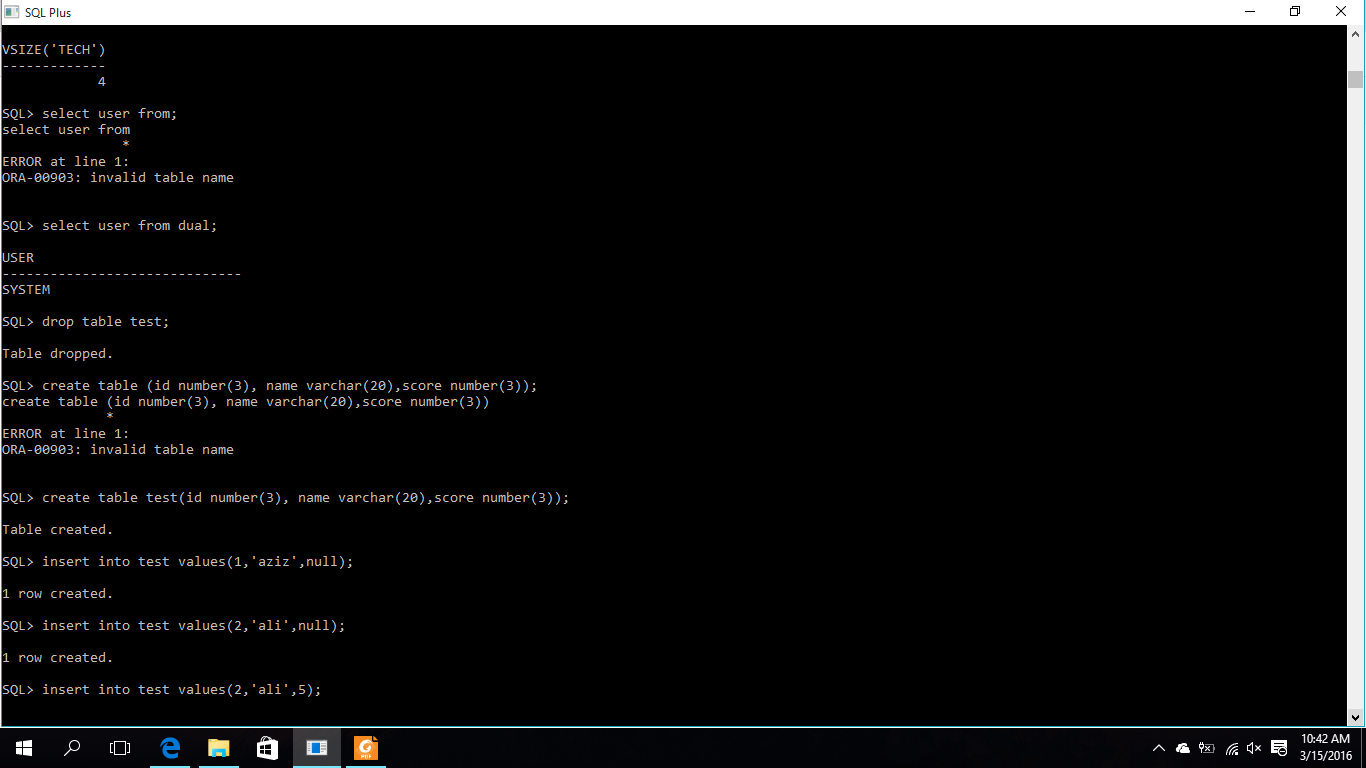 SQL Plus
VSIZE('TECH')
-------------
            4
SQL> select user from;
select user from
               *
ERROR at line 1:
ORA-00903: invalid table name
SQL> select user from dual;
USER
------------------------------
SYSTEM
SQL> drop table test;
Table dropped.
SQL> create table (id number(3), name varchar(20),score number(3));
create table (id number(3), name varchar(20),score number(3))
             *
ERROR at line 1:
ORA-00903: invalid table name
SQL> create table test(id number(3), name varchar(20),score number(3));
Table created.
SQL> insert into test values(1,'aziz',null);
1 row created.
SQL> insert into test values(2,'ali',null);
1 row created.
SQL> insert into test values(2,'ali',5);
PDF
10:42 AM
3/15/2016